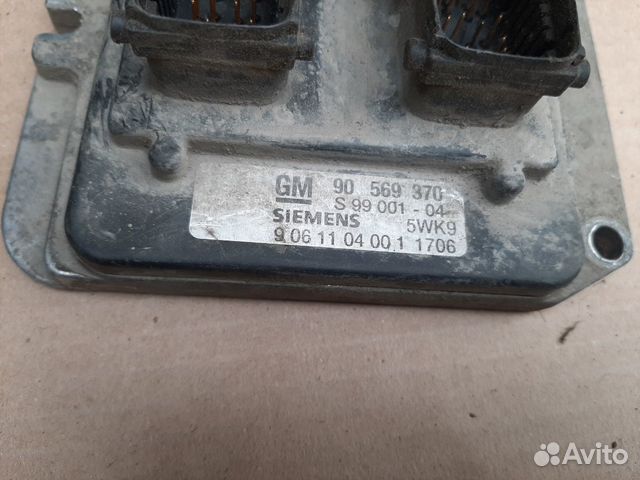 GM 90 569 370
S 99 001 - 04
SIEMENS 5WK9
9 06 11 04 00 1 1706
Avito